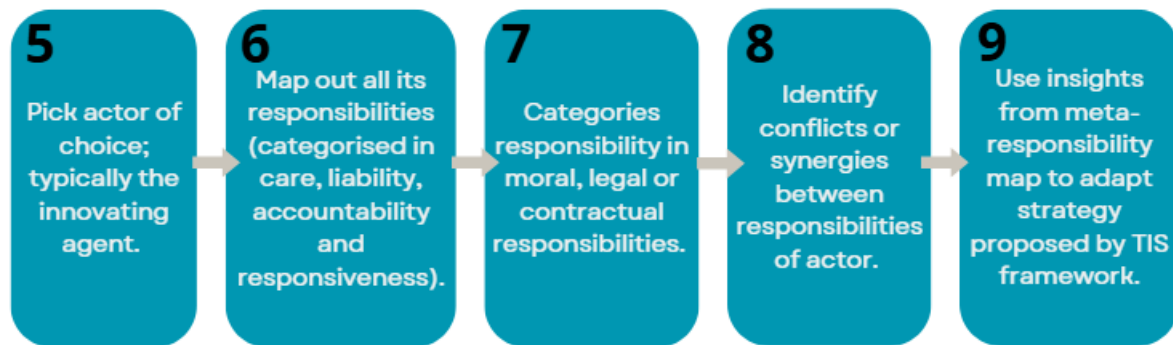 5
Pick actor of
choice;
typically the
innovating
agent.
6
Map out all its
responsibilities
(categorised in
care, liability,
accountability
and
responsiveness).
7
Categories
responsibility in
moral, legal or
contractual
responsibilities.
8
Identify
conflicts or
synergies
between
responsibilities
of actor.
9
Use insights
from meta-
responsibility
map to adapt
strategy
proposed by TIS
framework.